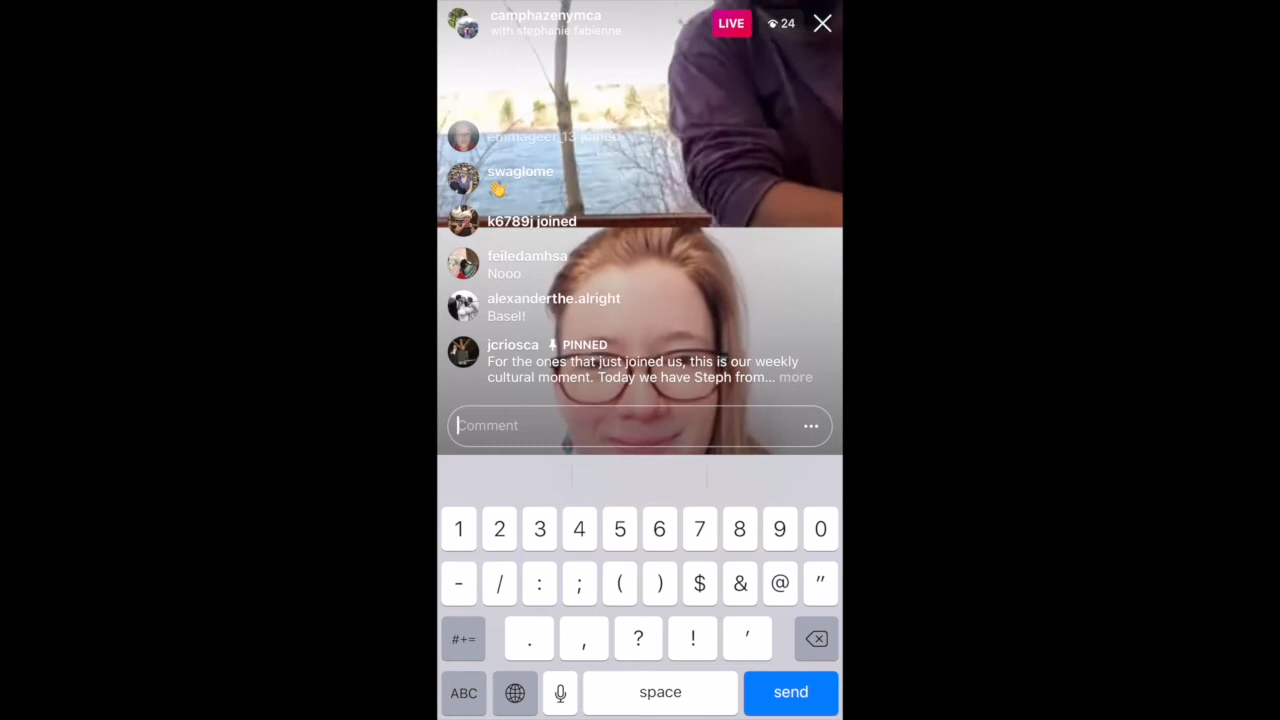 camphazenymca
with stephanie.fabienne
LIVE
24
emmageer_13 joined
swaglome
👏
k6789j joined
feiledamhsa
Nooo
alexanderthe.alright
Basel!
jcriosca PINNED
For the ones that just joined us, this is our weekly
cultural moment. Today we have Steph from... more
Comment
1 2 3 4 5 6 7 8 9 0
- / : ; ( ) $ & @ "
#+= . , ? ! '
ABC space send